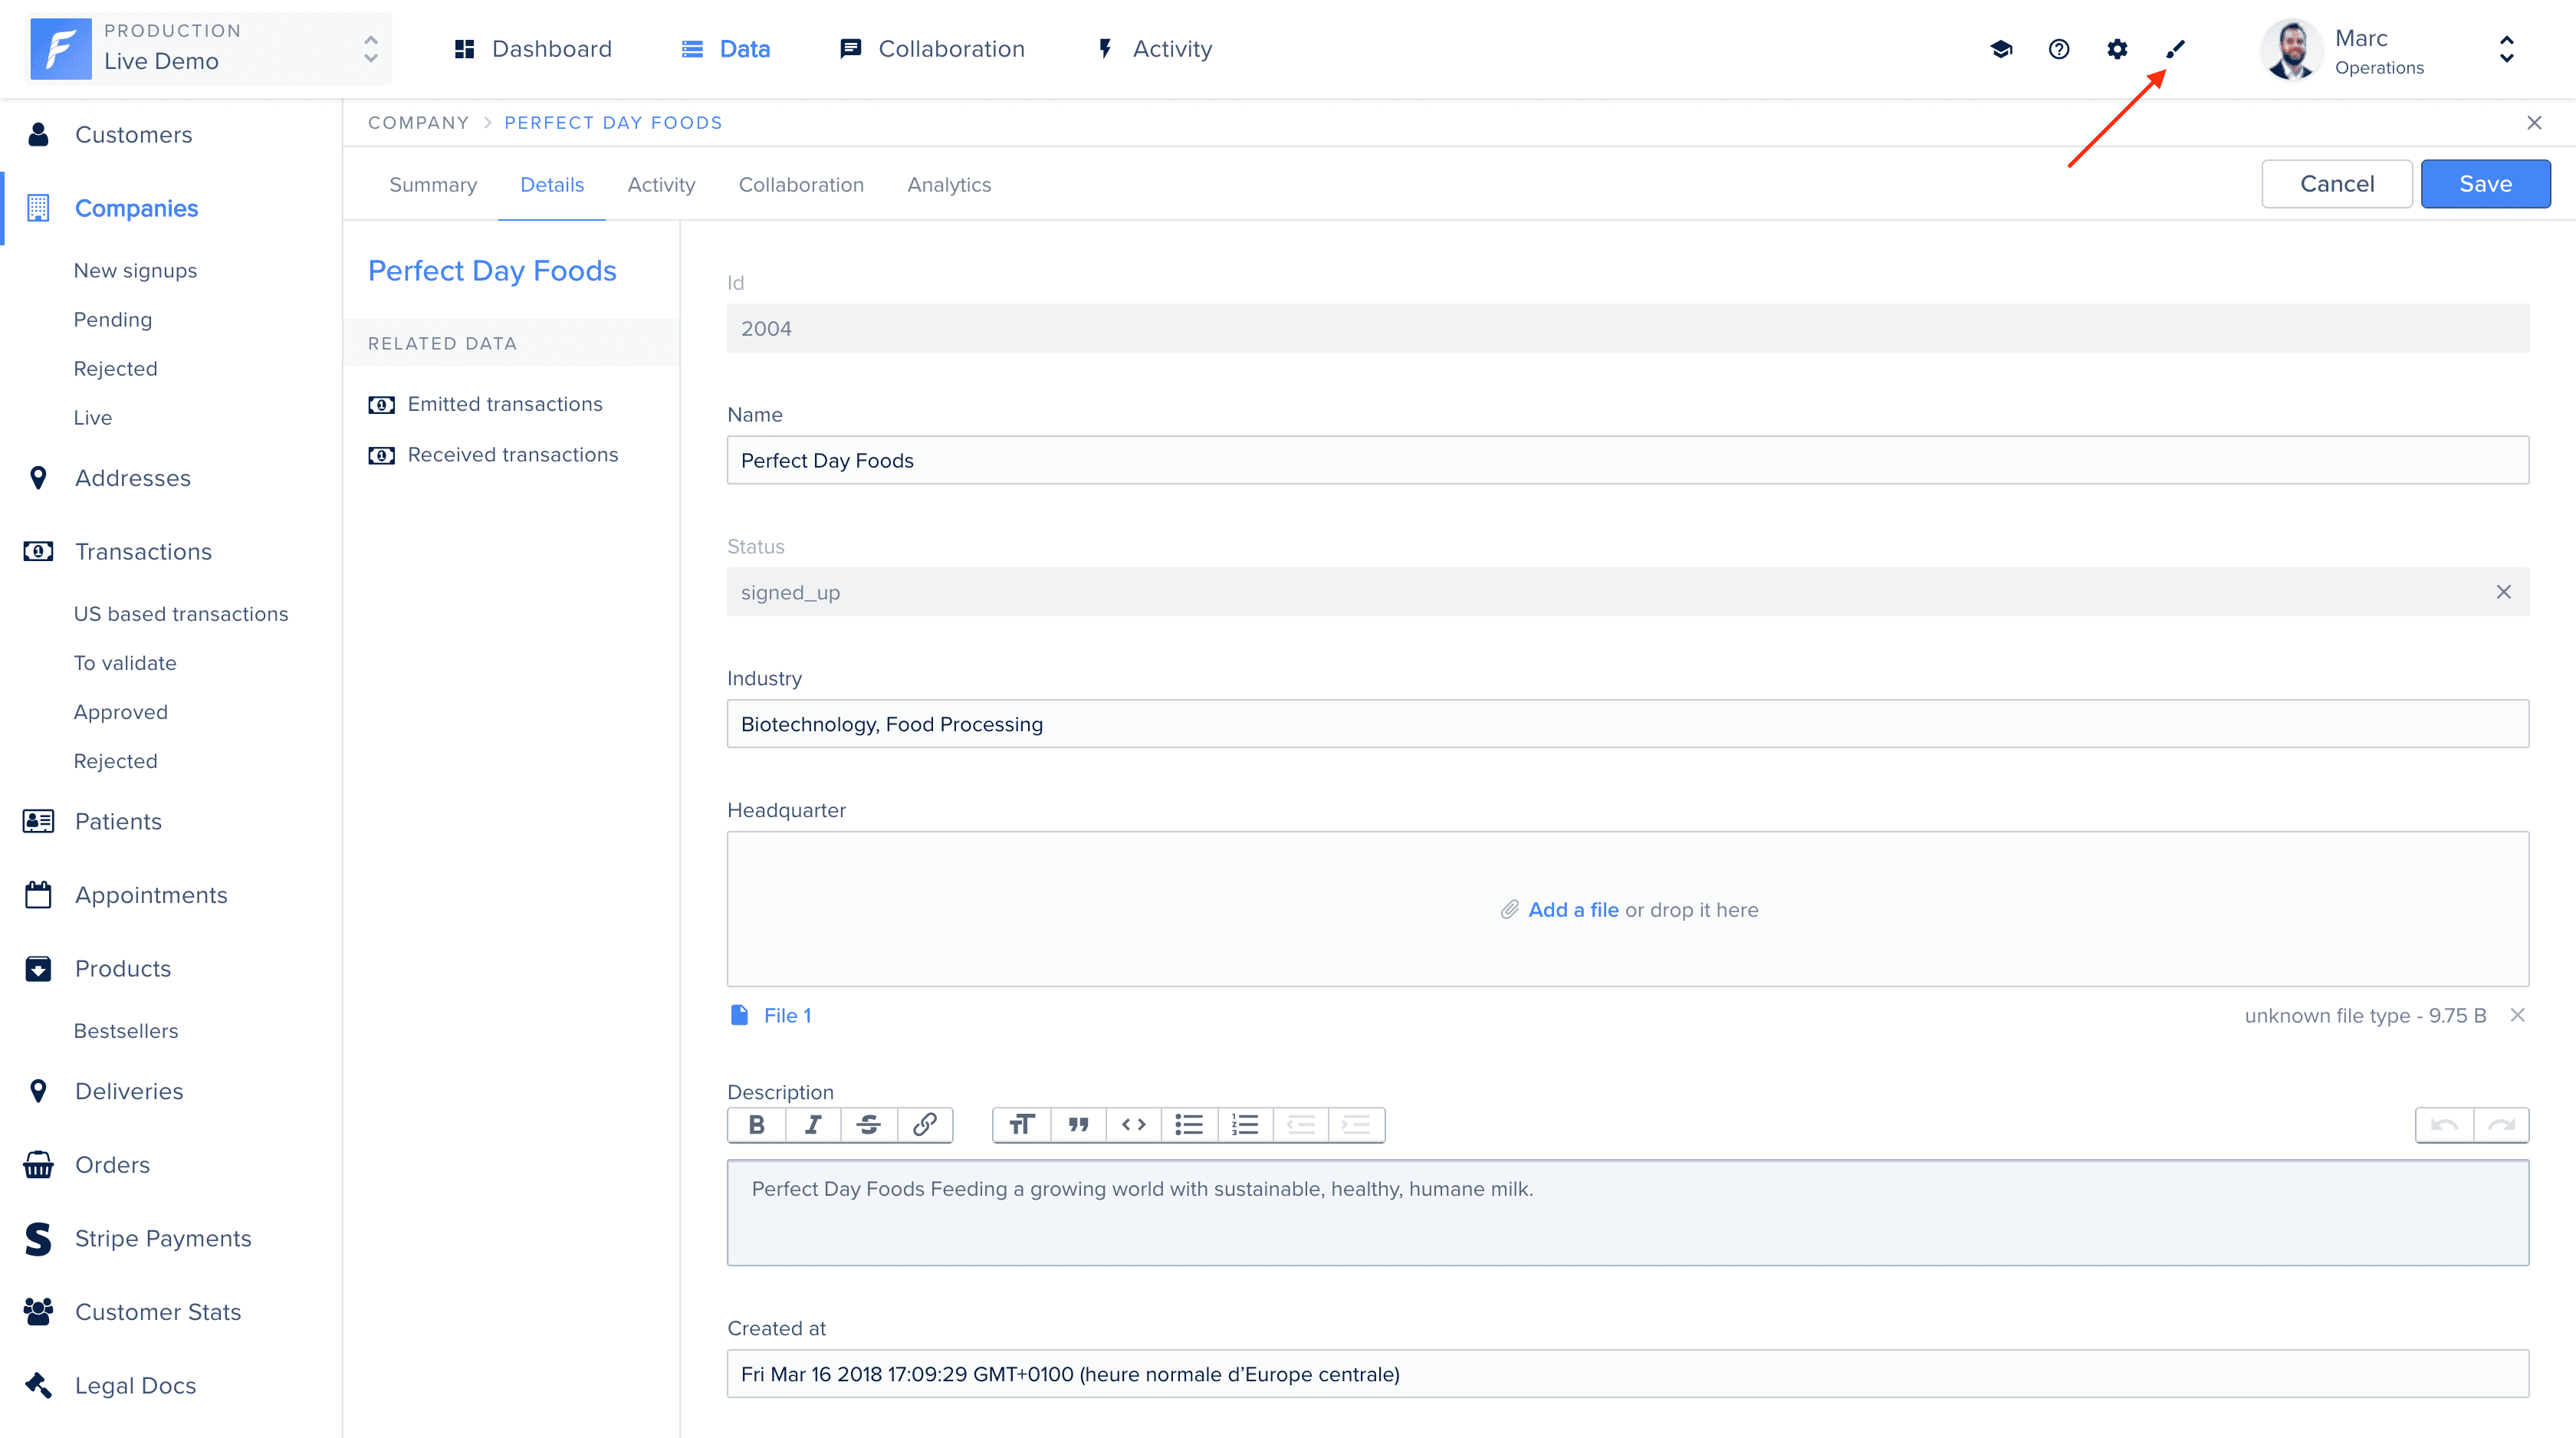 PRODUCTION
Live Demo
Dashboard
Data
Collaboration
Activity
Marc
Operations
Customers
Companies
New signups
Pending
Rejected
Live
Addresses
Transactions
US based transactions
To validate
Approved
Rejected
Patients
Appointments
Products
Bestsellers
Deliveries
Orders
Stripe Payments
Customer Stats
Legal Docs
COMPANY > PERFECT DAY FOODS
Summary
Details
Activity
Collaboration
Analytics
Cancel
Save
Perfect Day Foods
RELATED DATA
Emitted transactions
Received transactions
Id
2004
Name
Perfect Day Foods
Status
signed_up
Industry
Biotechnology, Food Processing
Headquarter
Add a file or drop it here
File 1
unknown file type - 9.75 B
Description
Perfect Day Foods Feeding a growing world with sustainable, healthy, humane milk.
Created at
Fri Mar 16 2018 17:09:29 GMT+0100 (heure normale d’Europe centrale)